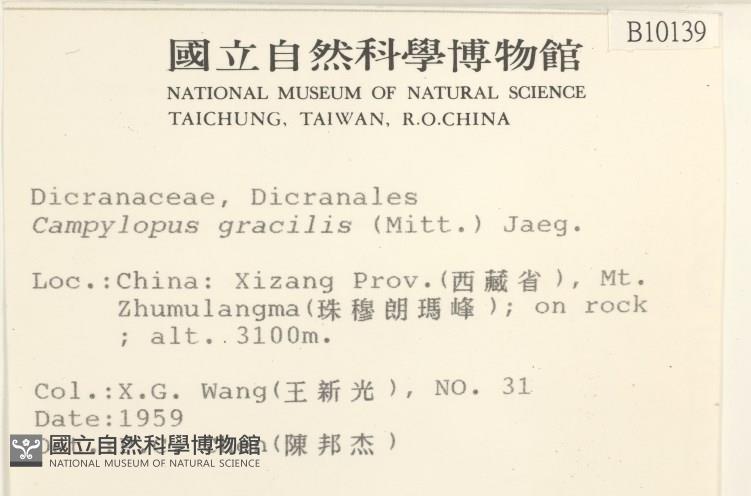 B10139
國立自然科學博物館
NATIONAL MUSEUM OF NATURAL SCIENCE
TAICHUNG, TAIWAN, R.O.CHINA
Dicranaceae, Dicranales
Campylopus gracilis (Mitt.) Jaeg.
Loc.:China: Xizang Prov.(西藏省), Mt.
Zhumulangma(珠穆朗瑪峰); on rock
; alt. 3100m.
Col.:X.G. Wang(王新光), NO. 31
Date:1959
(陳邦杰)
國立自然科學博物館
NATIONAL MUSEUM OF NATURAL SCIENCE